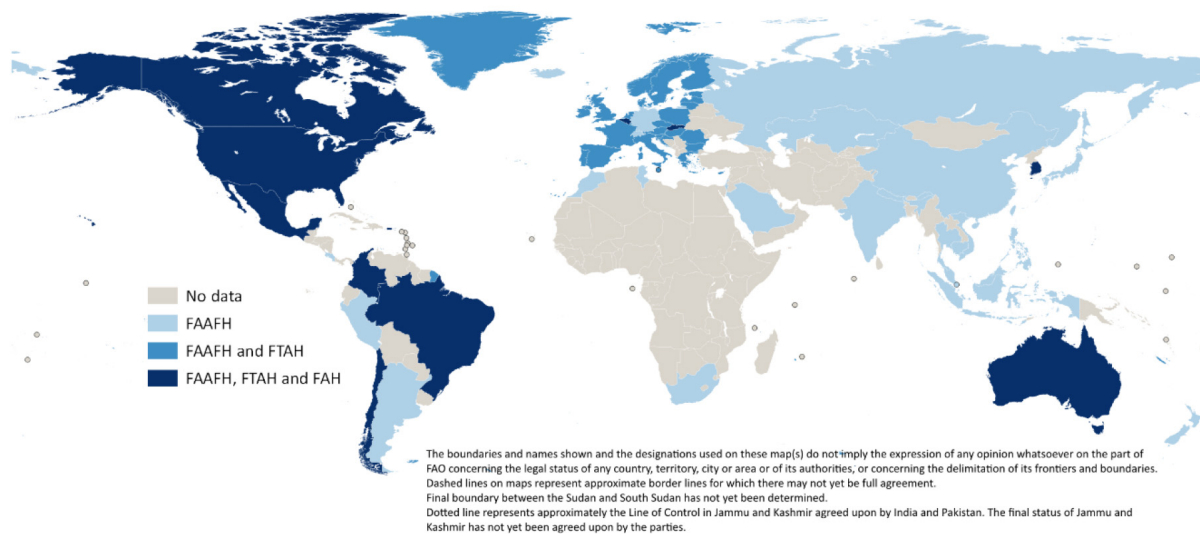 No data
FAAFH
FAAFH and FTAH
FAAFH, FTAH and FAH
The boundaries and names shown and the designations used on these map(s) do not imply the expression of any opinion whatsoever on the part of
FAO concerning the legal status of any country, territory, city or area or of its authorities, or concerning the delimitation of its frontiers and boundaries.
Dashed lines on maps represent approximate border lines for which there may not yet be full agreement.
Final boundary between the Sudan and South Sudan has not yet been determined.
Dotted line represents approximately the Line of Control in Jammu and Kashmir agreed upon by India and Pakistan. The final status of Jammu and
Kashmir has not yet been agreed upon by the parties.